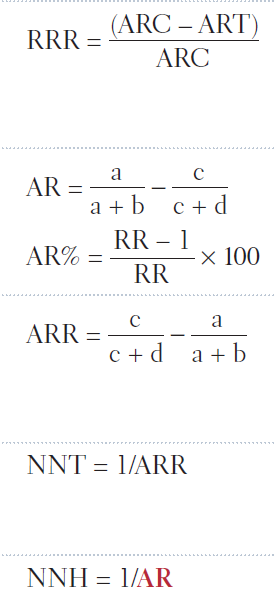 RRR = (ARC – ART) / ARC
AR = a / a + b – c / c + d
AR% = RR – 1 / RR × 100
ARR = c / c + d – a / a + b
NNT = 1/ARR
NNH = 1/AR